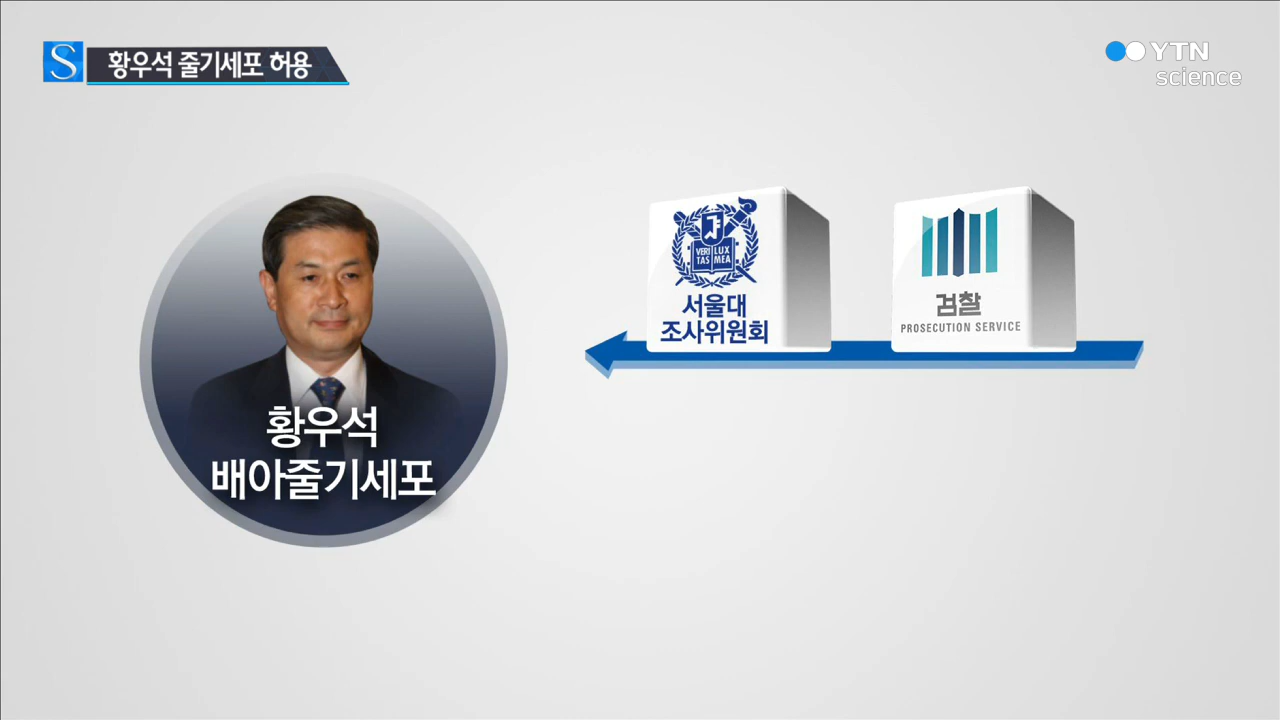 S 황우석 줄기세포 허용
YTN
science
황우석
배아줄기세포
VERI LUX
TAS MEA
서울대
조사위원회
검찰
PROSECUTION SERVICE